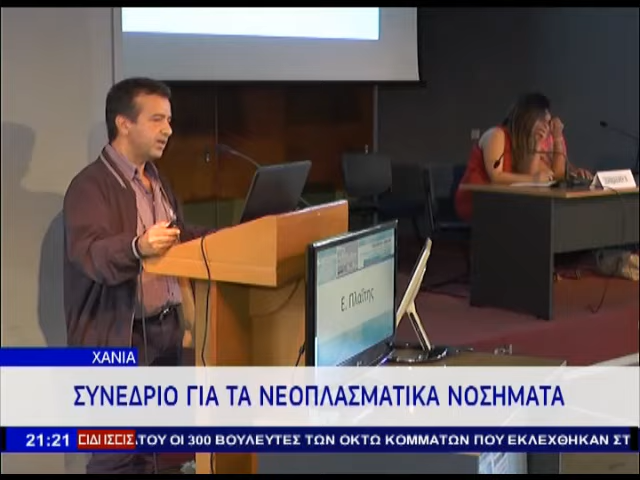 Ε. Πλαΐτης
ΧΑΝΙΑ
ΣΥΝΕΔΡΙΟ ΓΙΑ ΤΑ ΝΕΟΠΛΑΣΜΑΤΙΚΑ ΝΟΣΗΜΑΤΑ
21:21 ΕΙΔΗΣΕΙΣ .ΤΟΥ ΟΙ 300 ΒΟΥΛΕΥΤΕΣ ΤΩΝ ΟΚΤΩ ΚΟΜΜΑΤΩΝ ΠΟΥ ΕΚΛΕΧΘΗΚΑΝ ΣΤ